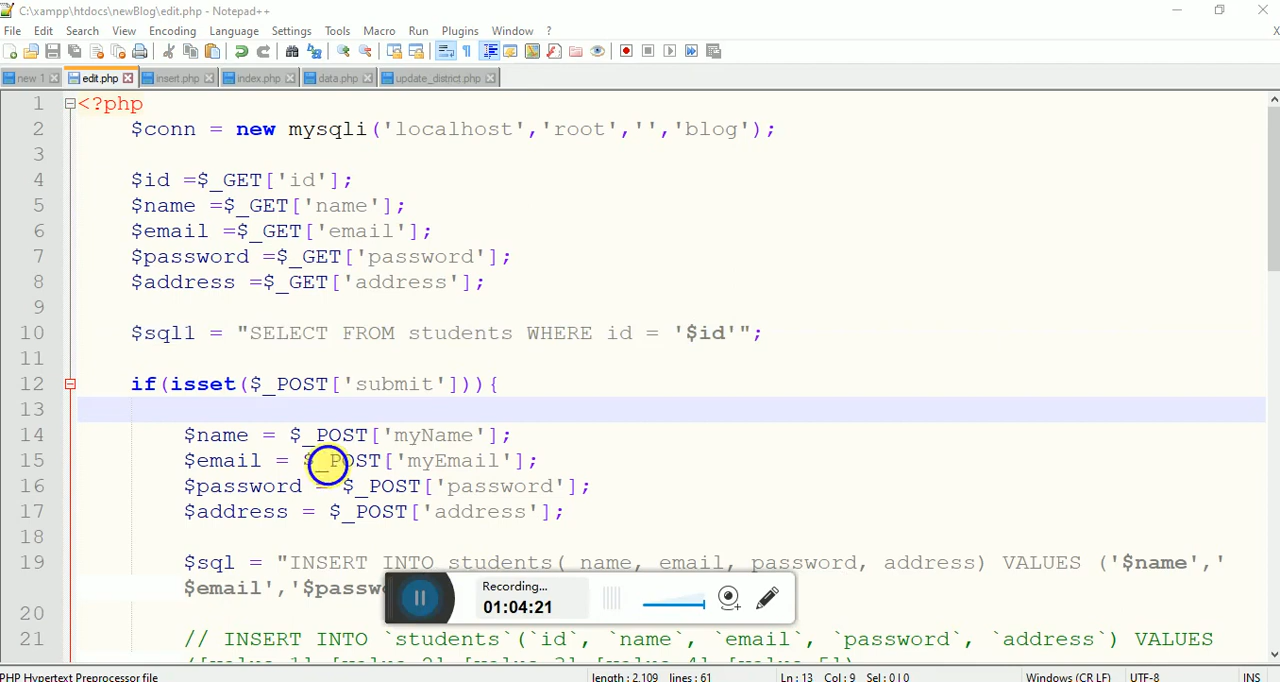 C:\xampp\htdocs\newBlog\edit.php - Notepad++
File Edit Search View Encoding Language Settings Tools Macro Run Plugins Window ? X
new 1 edit.php insert.php index.php data.php update_district.php
1 <?php
2 $conn = new mysqli('localhost','root','','blog');
3
4 $id =$_GET['id'];
5 $name =$_GET['name'];
6 $email =$_GET['email'];
7 $password =$_GET['password'];
8 $address =$_GET['address'];
9
10 $sql1 = "SELECT FROM students WHERE id = '$id'";
11
12 if(isset($_POST['submit'])){
13
14 $name = $_POST['myName'];
15 $email = $_POST['myEmail'];
16 $password = $_POST['password'];
17 $address = $_POST['address'];
18
19 $sql = "INSERT INTO students( name, email, password, address) VALUES ('$name','
$email','$passw
20
21 // INSERT INTO `students`(`id`, `name`, `email`, `password`, `address`) VALUES
Recording...
01:04:21
PHP Hypertext Preprocessor file length : 2.109 lines : 61 Ln : 13 Col : 9 Sel : 0 | 0 Windows (CR LF) UTF-8 INS